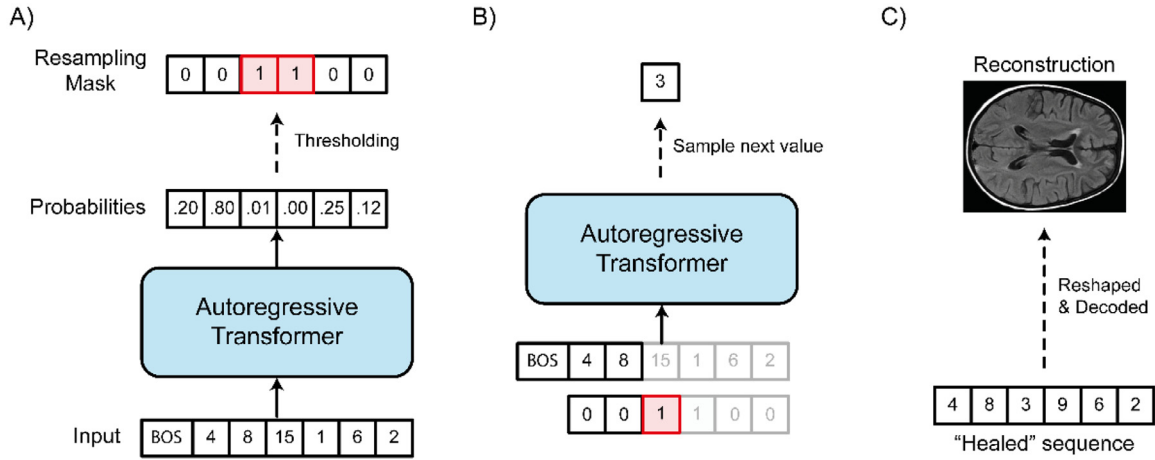 A)
Resampling
Mask
0 0 1 1 0 0
Thresholding
Probabilities
.20 .80 .01 .00 .25 .12
Autoregressive
Transformer
Input
BOS 4 8 15 1 6 2
B)
3
Sample next value
Autoregressive
Transformer
BOS 4 8 15 1 6 2
0 0 1 1 0 0
C)
Reconstruction
Reshaped
& Decoded
4 8 3 9 6 2
“Healed” sequence